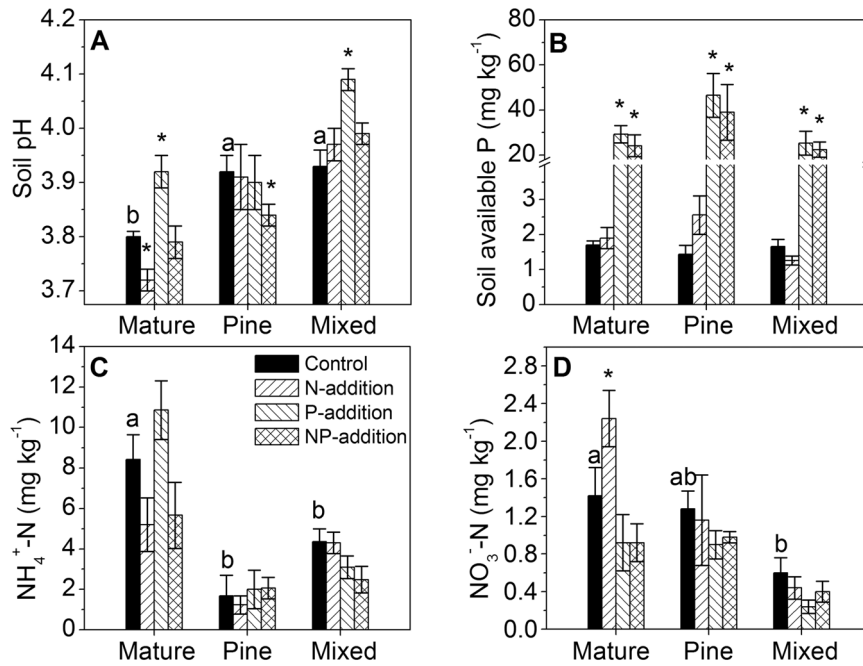 A
Soil pH
4.2
4.1
4.0
3.9
3.8
3.7
b
*
*
a
*
a
*
Mature Pine Mixed
B
Soil available P (mg kg⁻¹)
80
60
40
20
3
2
1
0
* *
* *
* *
Mature Pine Mixed
C
NH₄⁺-N (mg kg⁻¹)
14
12
10
8
6
4
2
0
a
b
b
Control
N-addition
P-addition
NP-addition
Mature Pine Mixed
D
NO₃⁻-N (mg kg⁻¹)
2.8
2.4
2.0
1.6
1.2
0.8
0.4
0.0
a
*
ab
b
Mature Pine Mixed